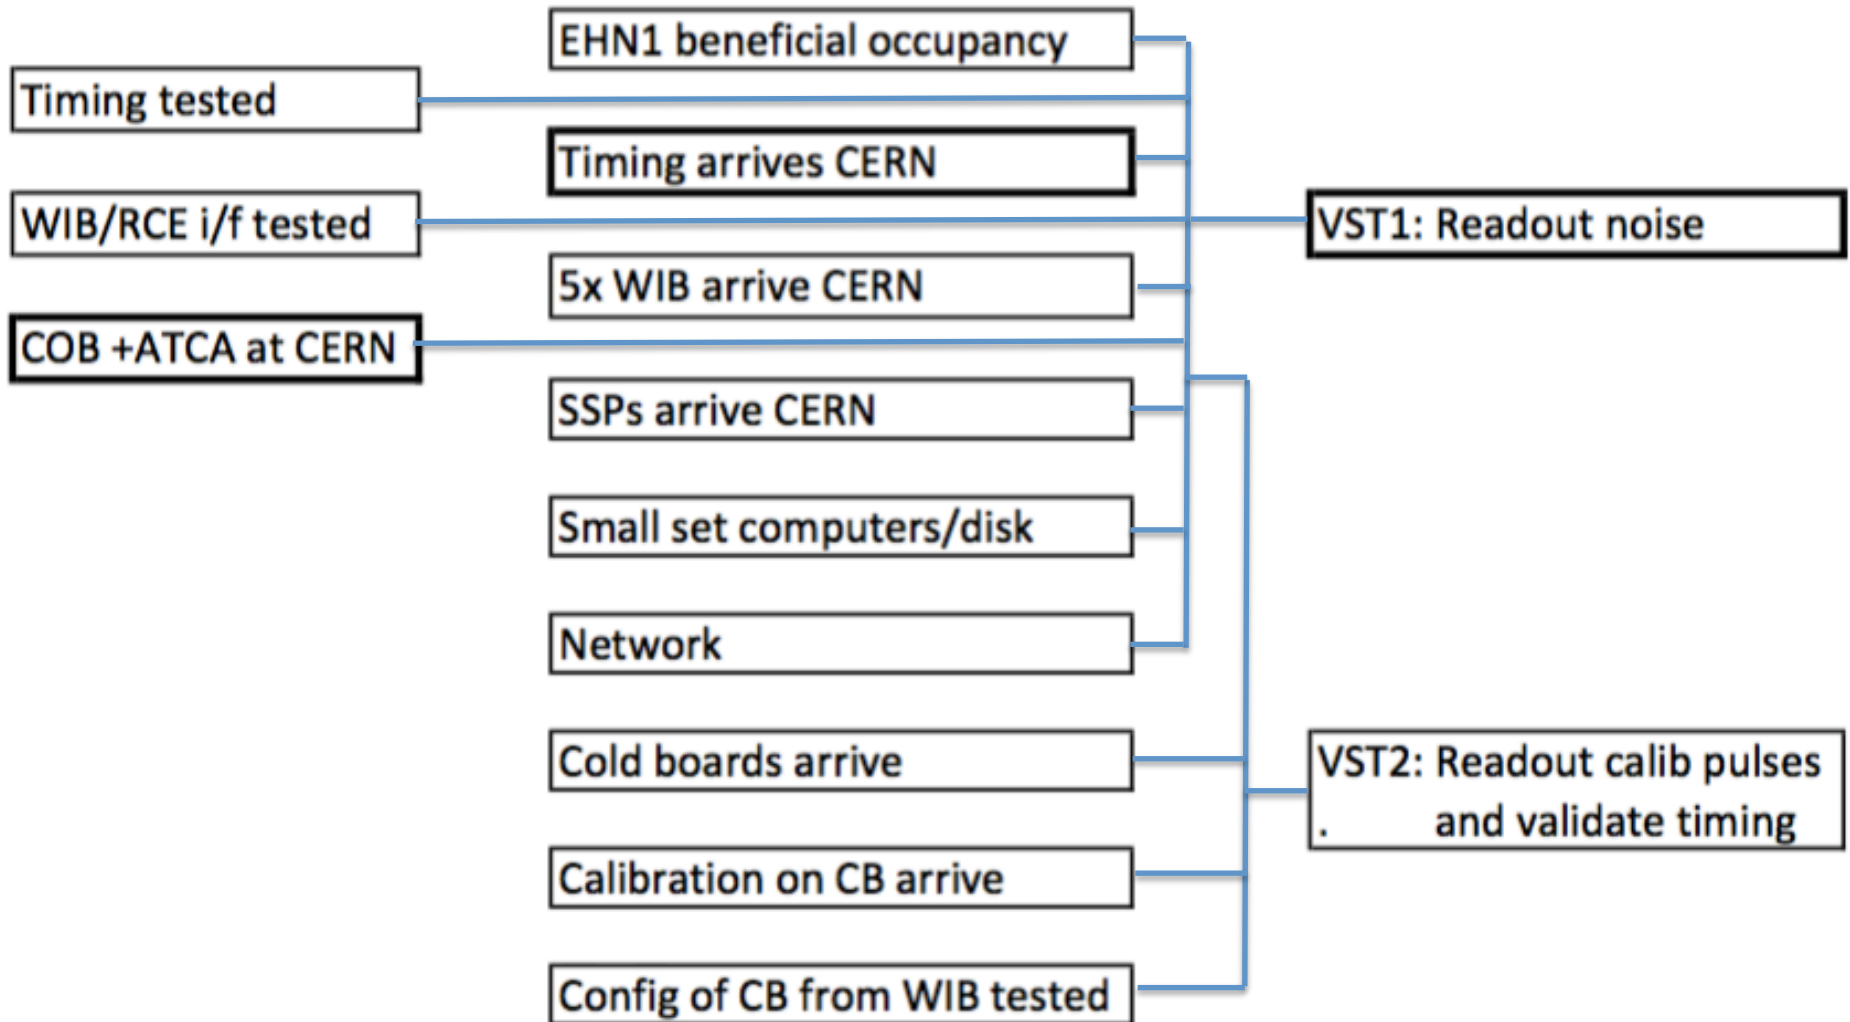 EHN1 beneficial occupancy
Timing tested
Timing arrives CERN
WIB/RCE i/f tested
VST1: Readout noise
5x WIB arrive CERN
COB +ATCA at CERN
SSPs arrive CERN
Small set computers/disk
Network
Cold boards arrive
VST2: Readout calib pulses
. and validate timing
Calibration on CB arrive
Config of CB from WIB tested